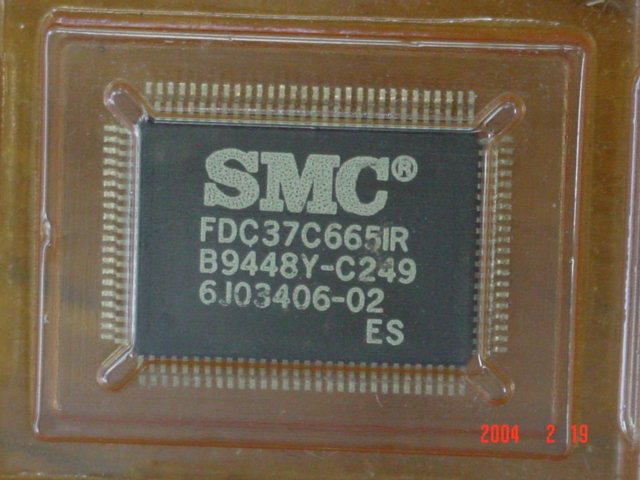 SMC®
FDC37C665IR
B9448Y-C249
6J03406-02
ES
2004 2 19